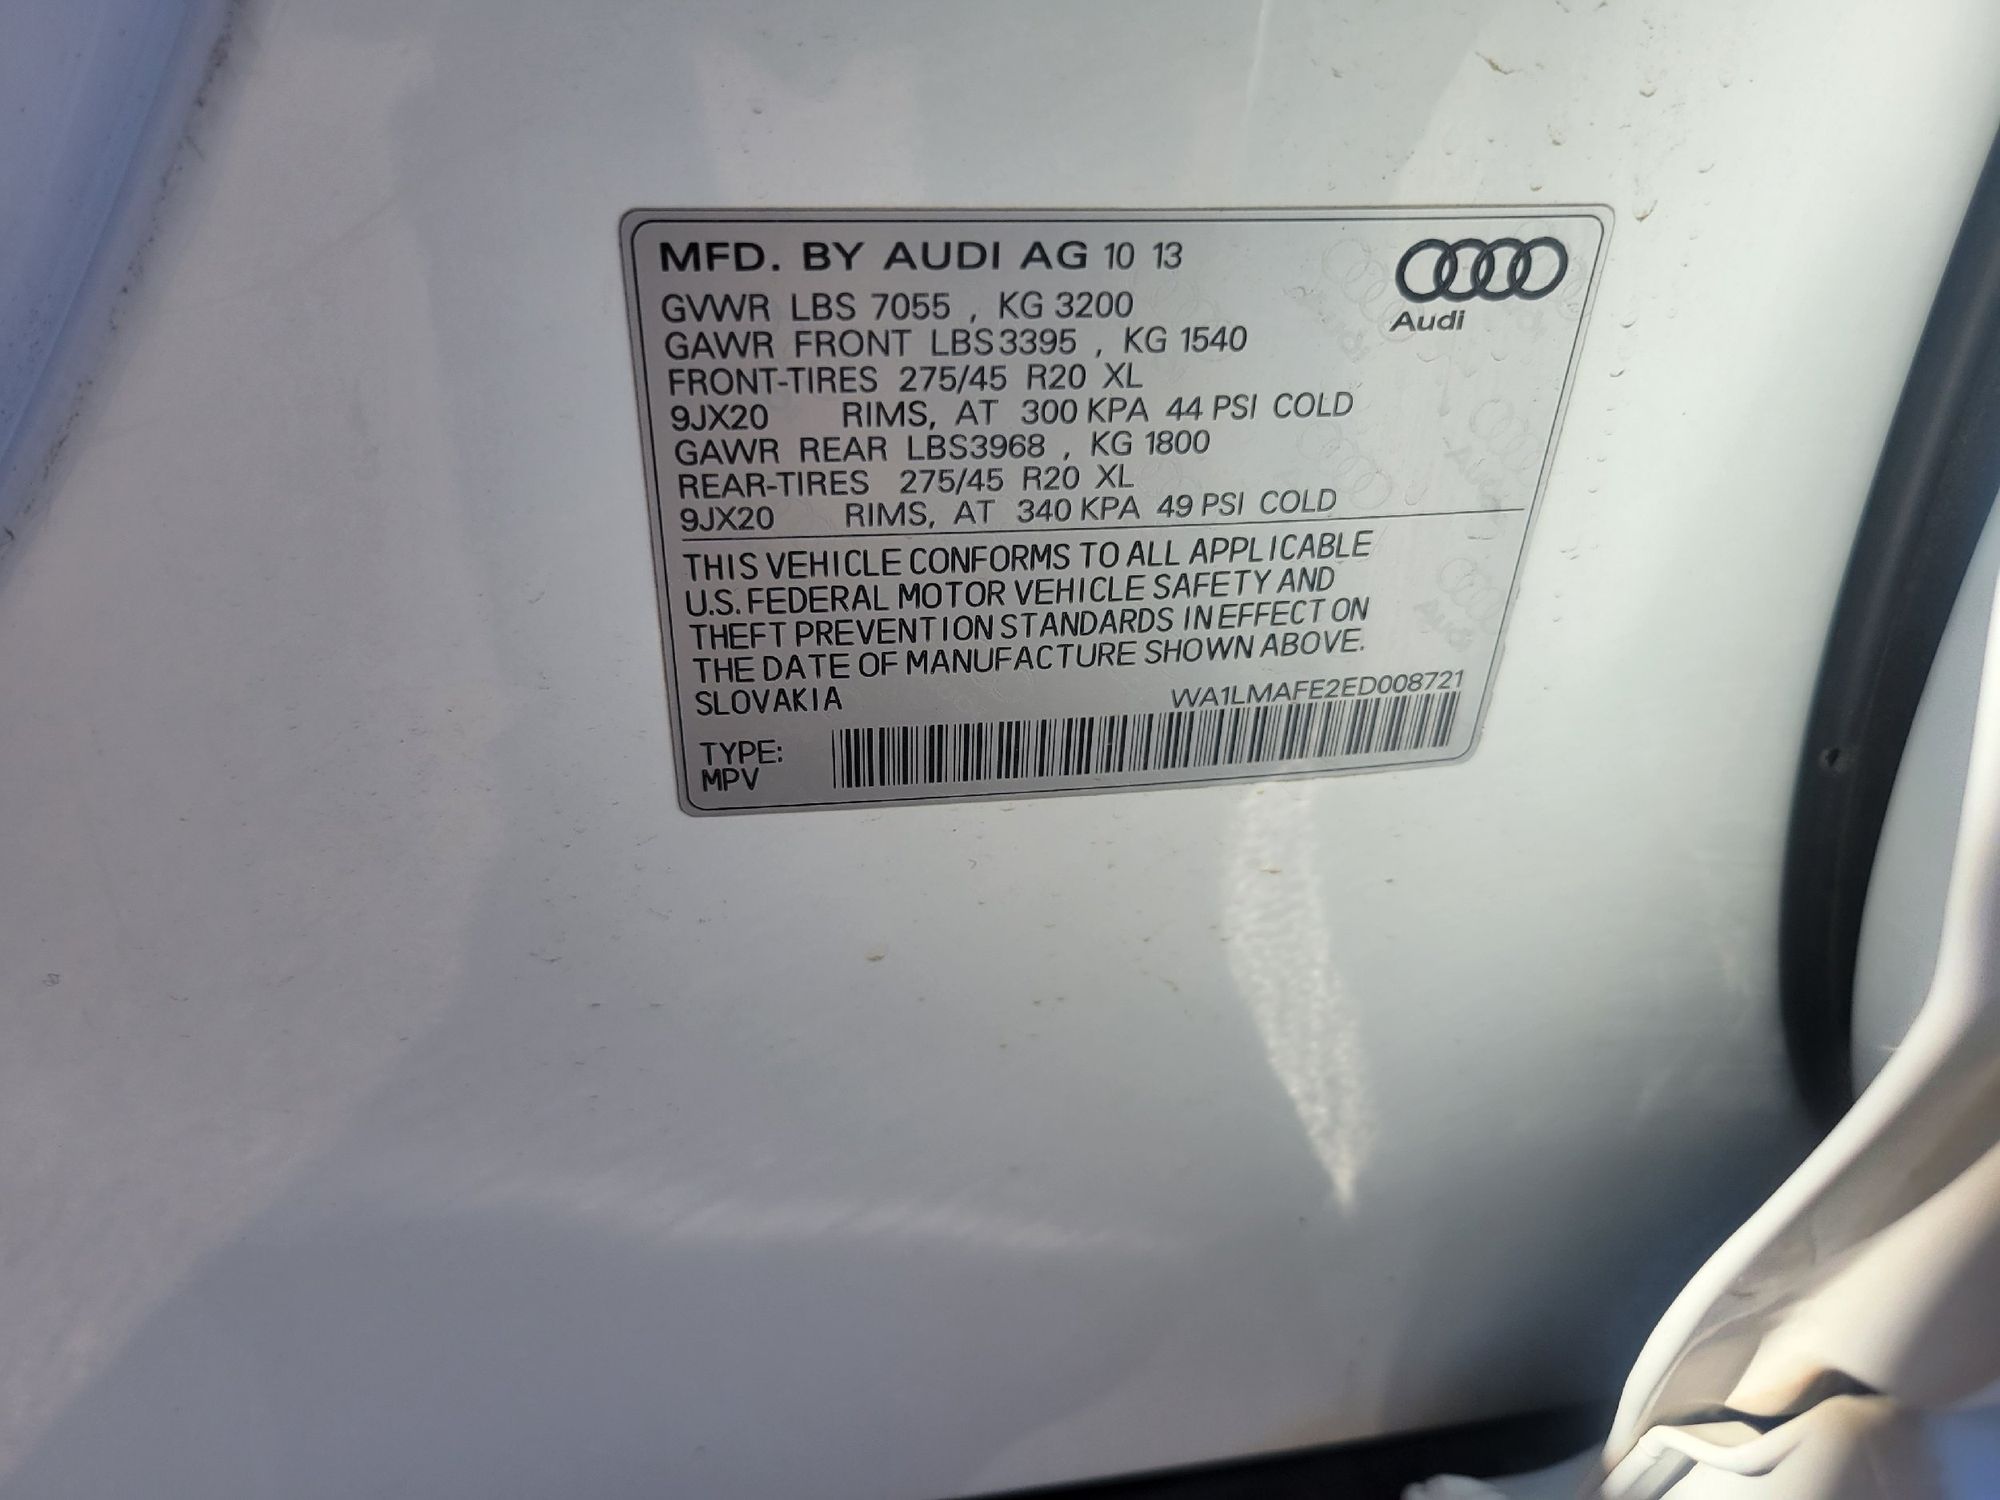 MFD. BY AUDI AG 10 13
Audi
GVWR LBS 7055 , KG 3200
GAWR FRONT LBS3395 , KG 1540
FRONT-TIRES 275/45 R20 XL
9JX20 RIMS, AT 300 KPA 44 PSI COLD
GAWR REAR LBS3968 , KG 1800
REAR-TIRES 275/45 R20 XL
9JX20 RIMS, AT 340 KPA 49 PSI COLD
THIS VEHICLE CONFORMS TO ALL APPLICABLE
U.S. FEDERAL MOTOR VEHICLE SAFETY AND
THEFT PREVENTION STANDARDS IN EFFECT ON
THE DATE OF MANUFACTURE SHOWN ABOVE.
SLOVAKIA WA1LMAFE2ED008721
TYPE:
MPV